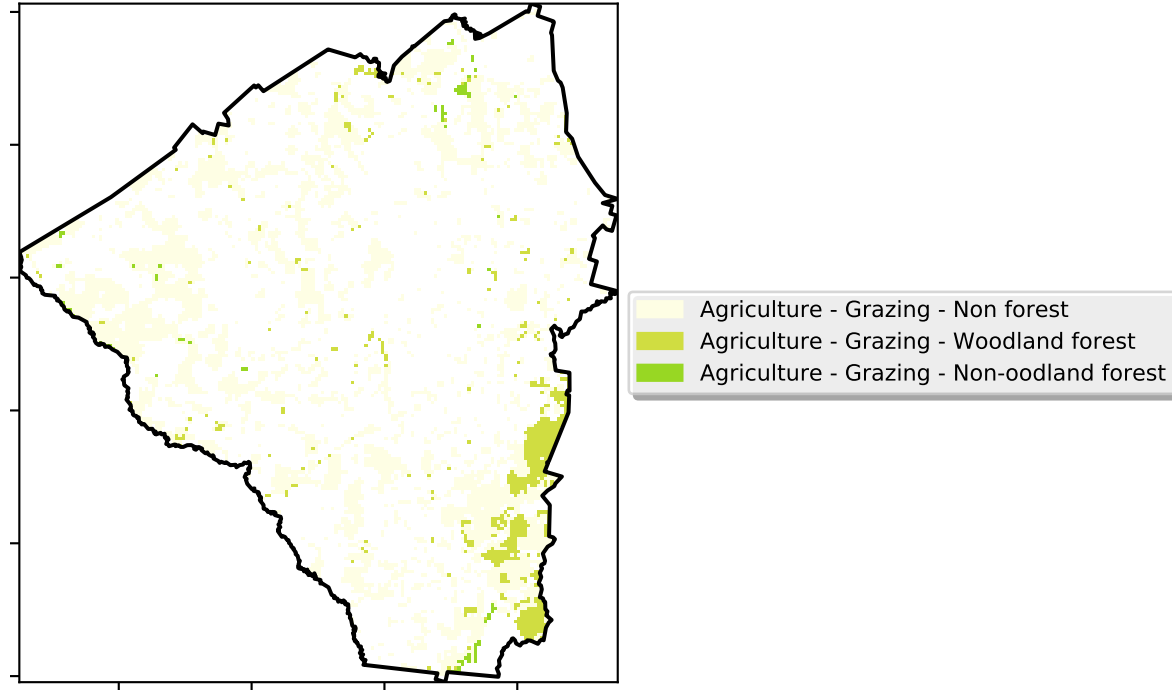 Agriculture - Grazing - Non forest
Agriculture - Grazing - Woodland forest
Agriculture - Grazing - Non-oodland forest